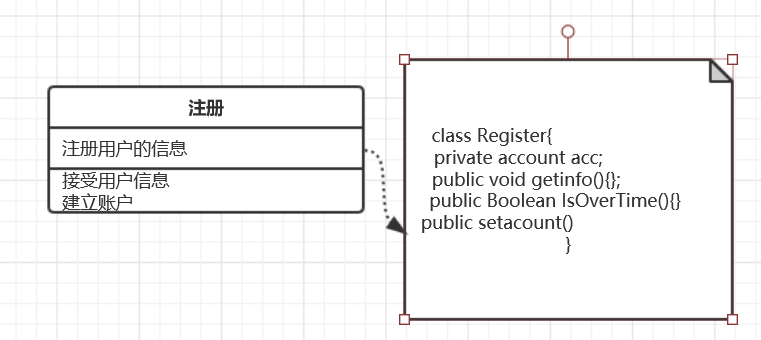 注册
注册用户的信息
接受用户信息
建立账户
class Register{
private account acc;
public void getinfo(){};
public Boolean IsOverTime(){}
public setacount()
}